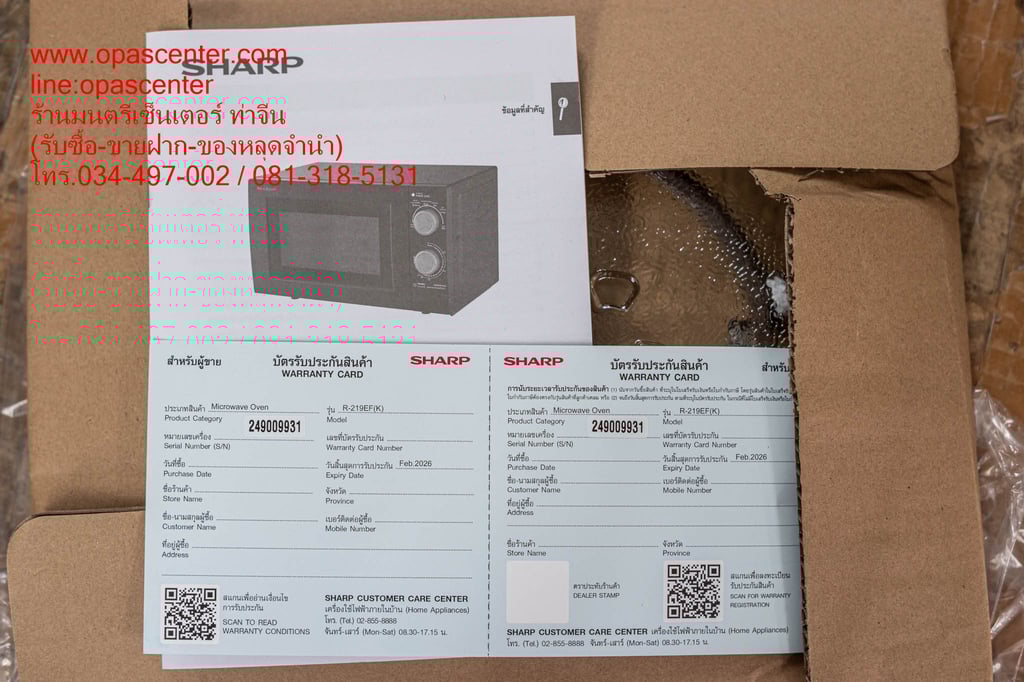 www.opascenter.com
SHARP
line:opascenter
ร้านมนตรีเซ็นเตอร์ ท่าจีน
(รับซื้อ-ขายฝาก-ของหลุดจำนำ)
โทร.034-497-002 / 081-318-5131
ข้อมูลที่สำคัญ
สำหรับผู้ขาย
บัตรรับประกันสินค้า
SHARP
WARRANTY CARD
ประเภทสินค้า Microwave Oven รุ่น R-219EF(K)
Product Category Model
249009931
หมายเลขเครื่อง เลขที่บัตรรับประกัน
Serial Number (S/N) Warranty Card Number
วันที่ซื้อ วันสิ้นสุดการรับประกัน Feb.2026
Purchase Date Expiry Date
ชื่อร้านค้า จังหวัด
Store Name Province
ชื่อ-นามสกุลผู้ซื้อ เบอร์ติดต่อผู้ซื้อ
Customer Name Mobile Number
ที่อยู่ผู้ซื้อ
Address
สแกนเพื่ออ่านเงื่อนไข
การรับประกัน
SCAN TO READ
WARRANTY CONDITIONS
SHARP CUSTOMER CARE CENTER
เครื่องใช้ไฟฟ้าภายในบ้าน (Home Appliances)
โทร. (Tel.) 02-855-8888
จันทร์-เสาร์ (Mon-Sat) 08.30-17.15 น.
SHARP
บัตรรับประกันสินค้า
WARRANTY CARD
สำหรับ
การนับระยะเวลารับประกันของสินค้า
ประเภทสินค้า Microwave Oven รุ่น R-219EF(K)
Product Category Model
249009931
หมายเลขเครื่อง เลขที่บัตรรับประกัน
Serial Number (S/N) Warranty Card Number
วันที่ซื้อ วันสิ้นสุดการรับประกัน Feb.2026
Purchase Date Expiry Date
ชื่อ-นามสกุลผู้ซื้อ เบอร์ติดต่อผู้ซื้อ
Customer Name Mobile Number
ที่อยู่ผู้ซื้อ
Address
ชื่อร้านค้า จังหวัด
Store Name Province
ตราประทับร้านค้า
DEALER STAMP
สแกนเพื่อลงทะเบียน
รับประกันสินค้า
SCAN FOR WARRANTY
REGISTRATION
SHARP CUSTOMER CARE CENTER เครื่องใช้ไฟฟ้าภายในบ้าน (Home Appliances)
โทร. (Tel.) 02-855-8888 จันทร์-เสาร์ (Mon-Sat) 08.30-17.15 น.